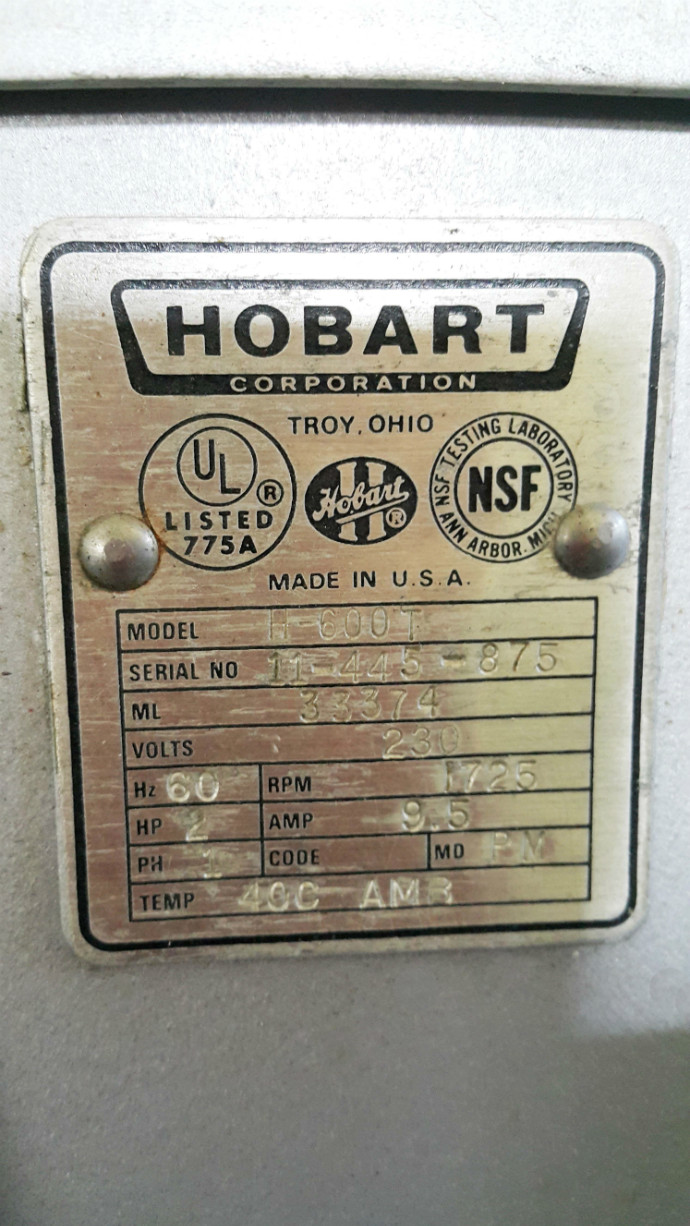 HOBART
CORPORATION
TROY, OHIO
UL ®
LISTED
775A
Hobart ®
NSF TESTING LABORATORY
NSF
ANN ARBOR, MICH
MADE IN U.S.A.
MODEL H-600T
SERIAL NO 11-445-875
ML 33374
VOLTS 230
Hz 60 RPM 1725
HP 2 AMP 9.5
PH 1 CODE MO PM
TEMP 40C AMB